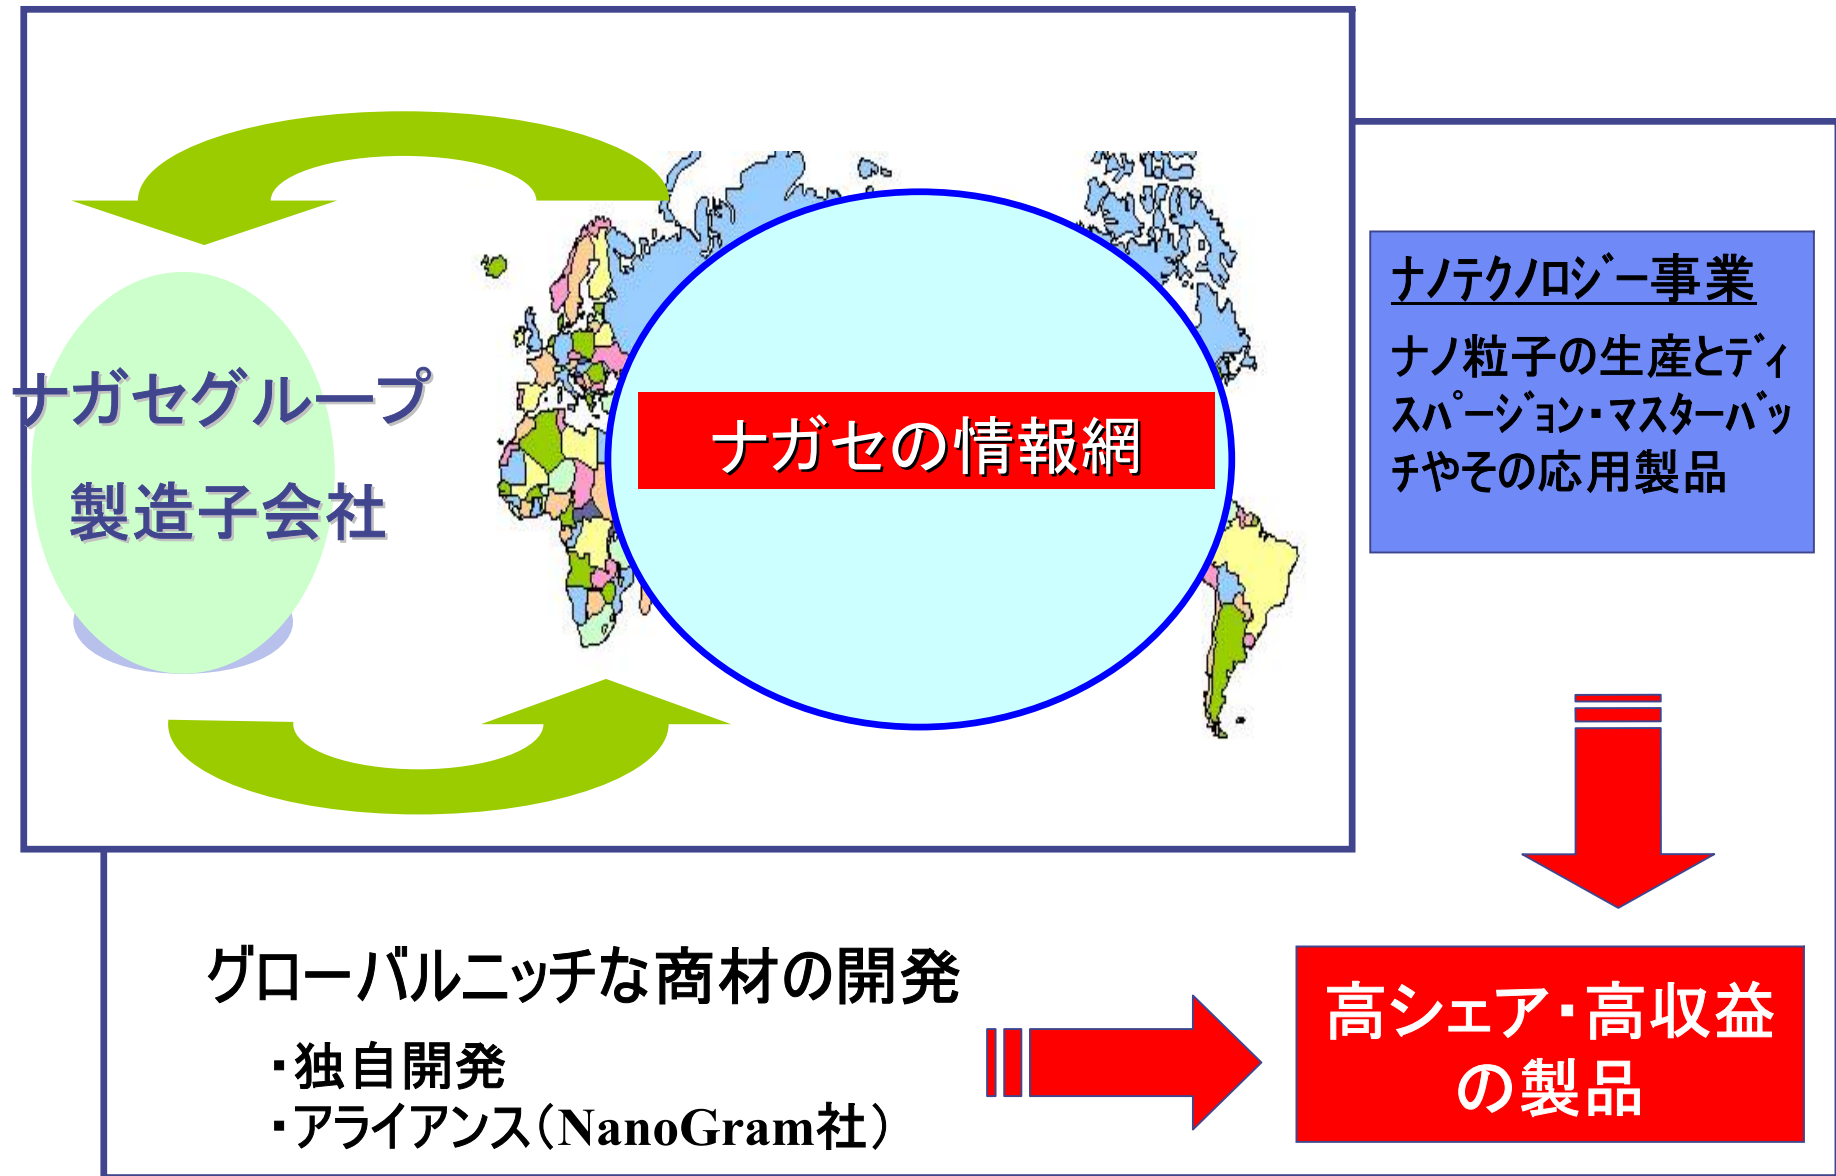 ナガセグループ
製造子会社
ナガセの情報網
ナノテクノロジー事業
ナノ粒子の生産とディ
スパージョン・マスターバッ
チやその応用製品
グローバルニッチな商材の開発
・独自開発
・アライアンス（NanoGram社）
高シェア・高収益
の製品